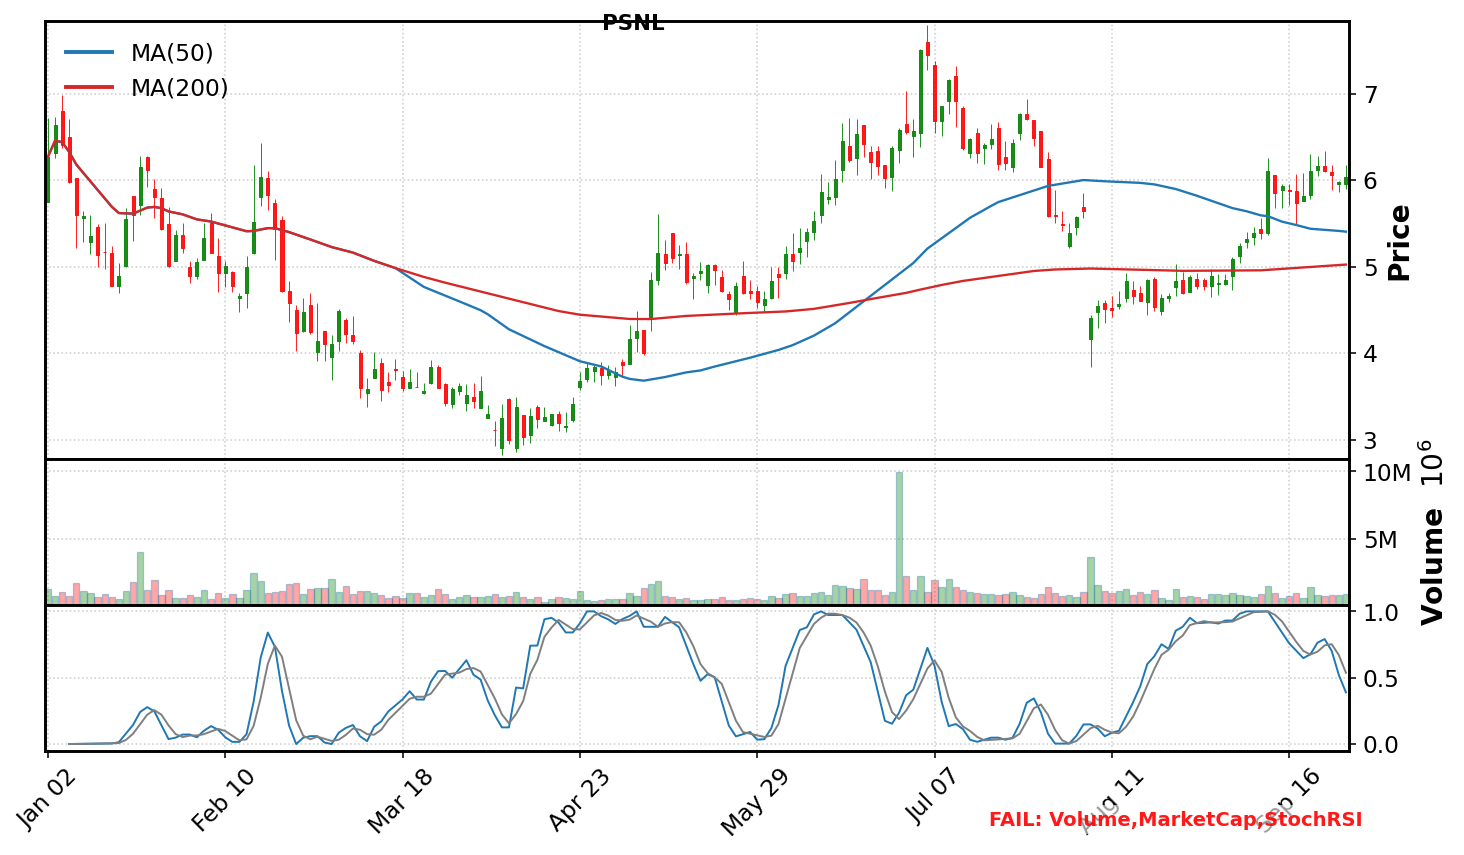 PSNL
MA(50)
MA(200)
7
6
5
4
3
Price
10M
5M
Volume 10⁶
1.0
0.5
0.0
Jan 02
Feb 10
Mar 18
Apr 23
May 29
Jul 07
Aug 11
Sep 16
FAIL: Volume,MarketCap,StochRSI